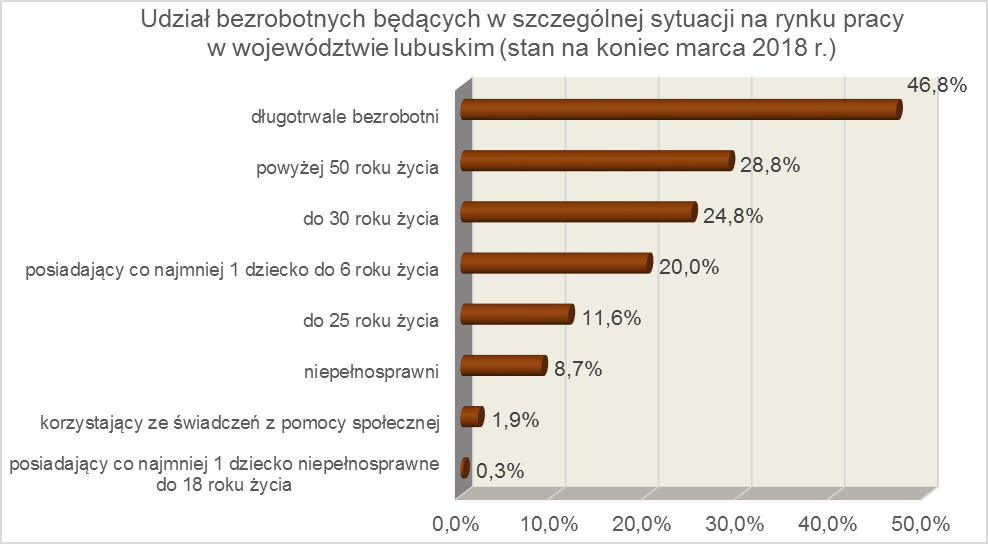 Udział bezrobotnych będących w szczególnej sytuacji na rynku pracy
w województwie lubuskim (stan na koniec marca 2018 r.)
długotrwale bezrobotni
46,8%
powyżej 50 roku życia
28,8%
do 30 roku życia
24,8%
posiadający co najmniej 1 dziecko do 6 roku życia
20,0%
do 25 roku życia
11,6%
niepełnosprawni
8,7%
korzystający ze świadczeń z pomocy społecznej
1,9%
posiadający co najmniej 1 dziecko niepełnosprawne
do 18 roku życia
0,3%
0,0% 10,0% 20,0% 30,0% 40,0% 50,0%